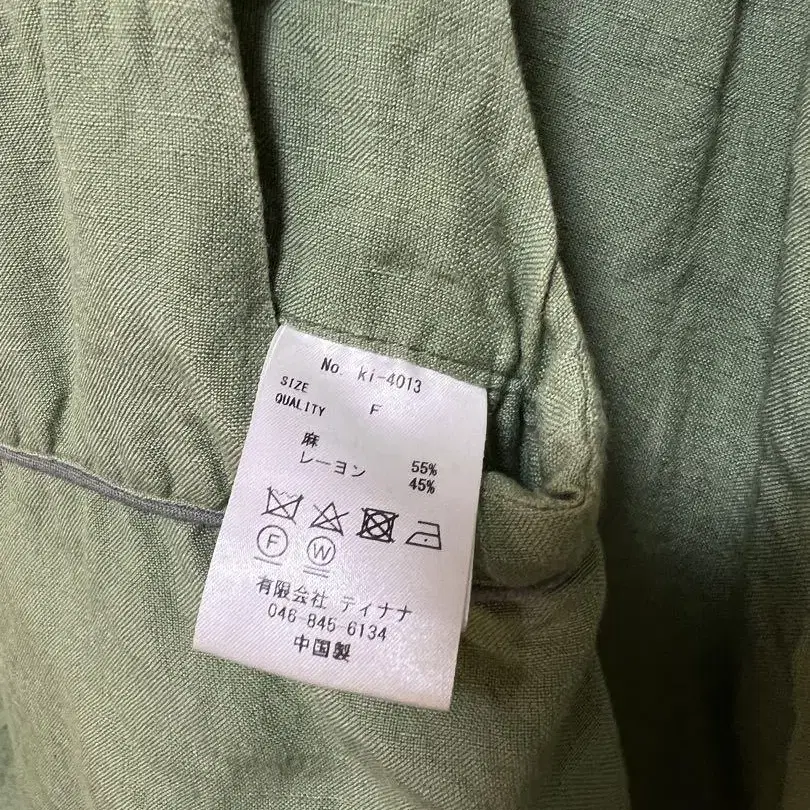 No. ki-4013
SIZE F
QUALITY
麻 55%
レーヨン 45%
F W
有限会社 ティナナ
046-845-6134
中国製